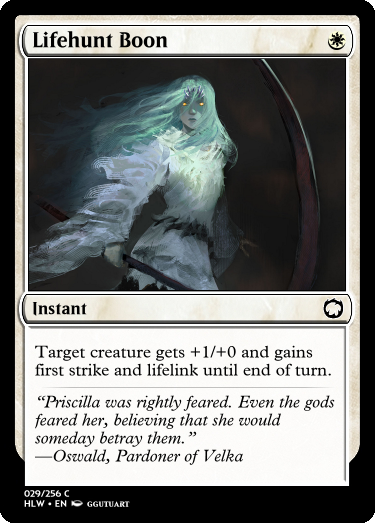 Lifehunt Boon
Instant
Target creature gets +1/+0 and gains
first strike and lifelink until end of turn.
“Priscilla was rightly feared. Even the gods
feared her, believing that she would
someday betray them.”
—Oswald, Pardoner of Velka
029/256 C
HLW • EN GGUTUART